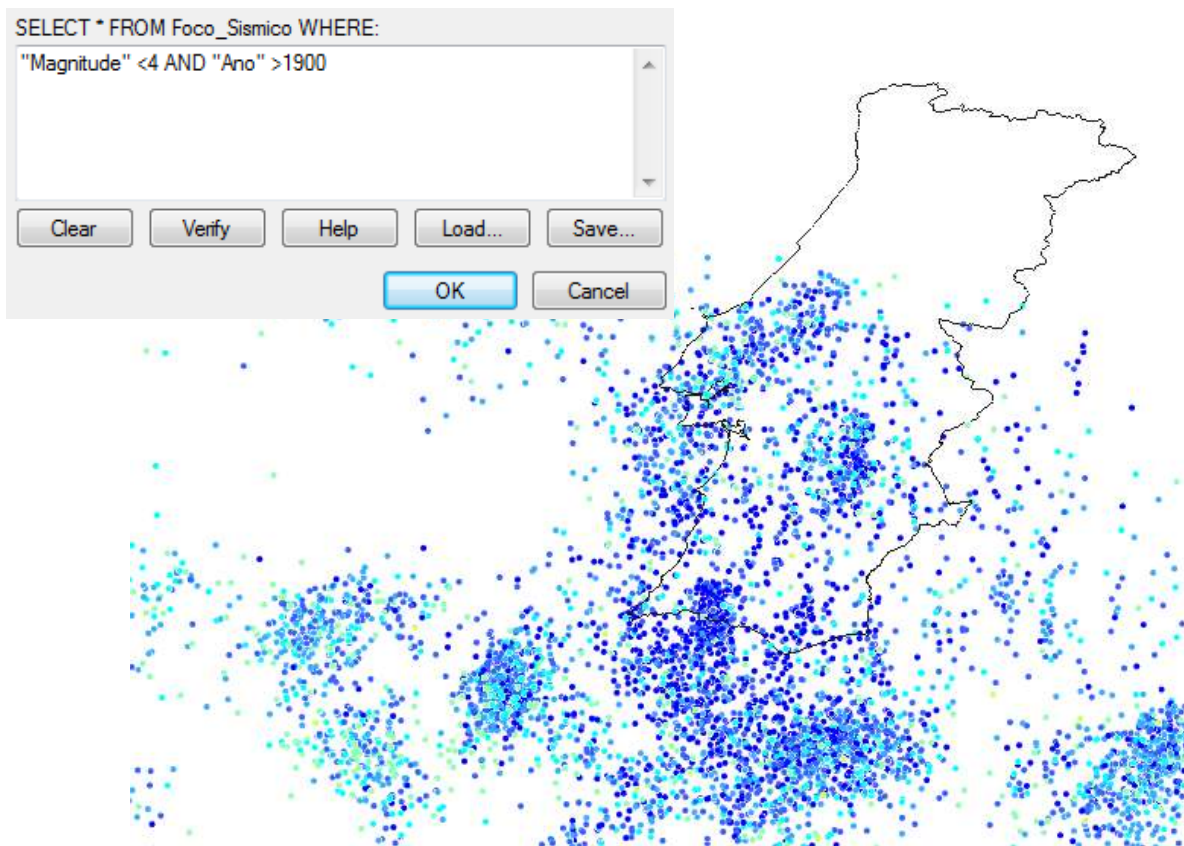 SELECT * FROM Foco_Sismico WHERE:
"Magnitude" <4 AND "Ano" >1900
Clear Verify Help Load... Save...
OK Cancel